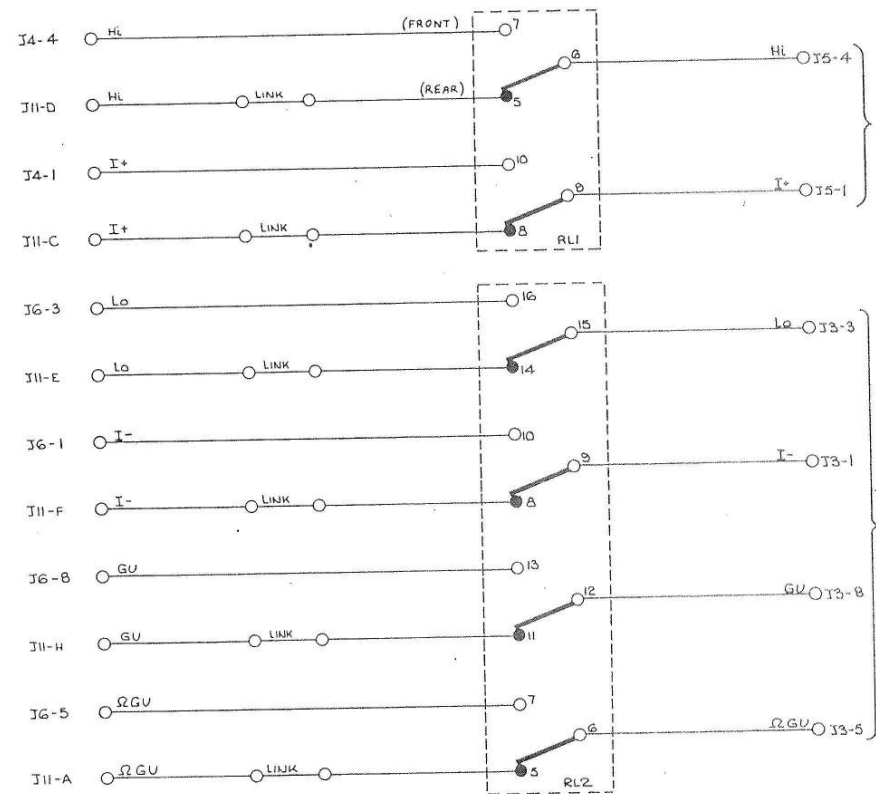 J4-4 Hi (FRONT) 7
6 Hi J5-4
J11-D Hi LINK (REAR) 5
J4-1 I+ 10
9 I+ J5-1
J11-C I+ LINK 8
RL1
J6-3 Lo 16
15 Lo J3-3
J11-E Lo LINK 14
J6-1 I- 10
9 I- J3-1
J11-F I- LINK 8
J6-8 GU 13
12 GU J3-8
J11-H GU LINK 11
J6-5 ΩGU 7
6 ΩGU J3-5
J11-A ΩGU LINK 5
RL2